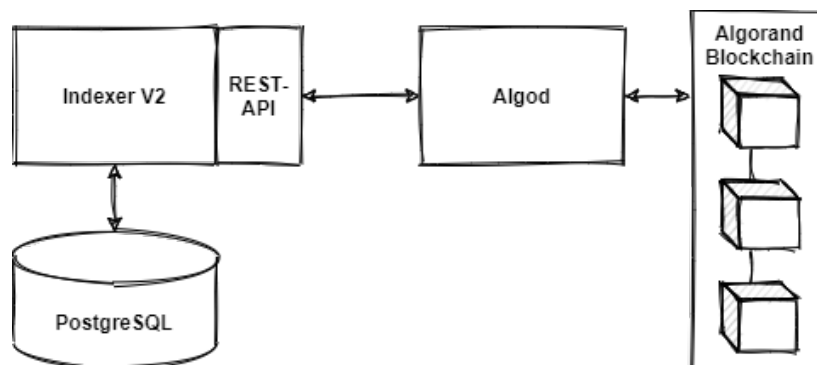 Indexer V2
REST-
API
Algod
Algorand
Blockchain
PostgreSQL